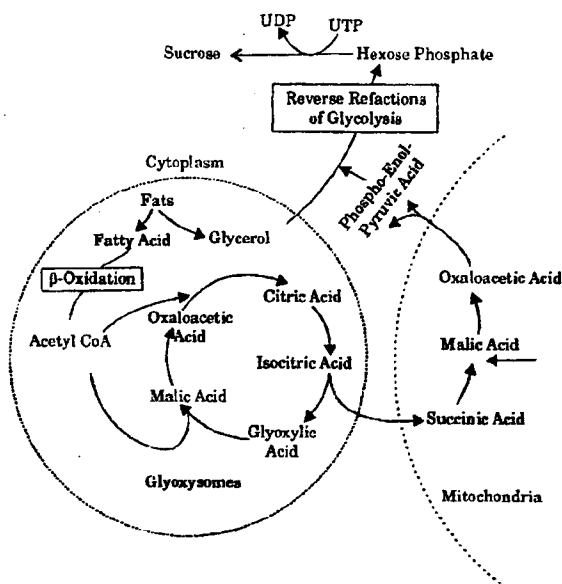 UDP UTP
Sucrose Hexose Phosphate
Reverse Refactions
of Glycolysis
Cytoplasm
Phospho-Enol-
Pyruvic Acid
Fats
Fatty Acid Glycerol
β-Oxidation
Oxaloacetic Acid
Citric Acid
Oxaloacetic
Acid
Acetyl CoA
Malic Acid
Isocitric Acid
Malic Acid
Succinic Acid
Glyoxylic
Acid
Glyoxysomes
Mitochondria